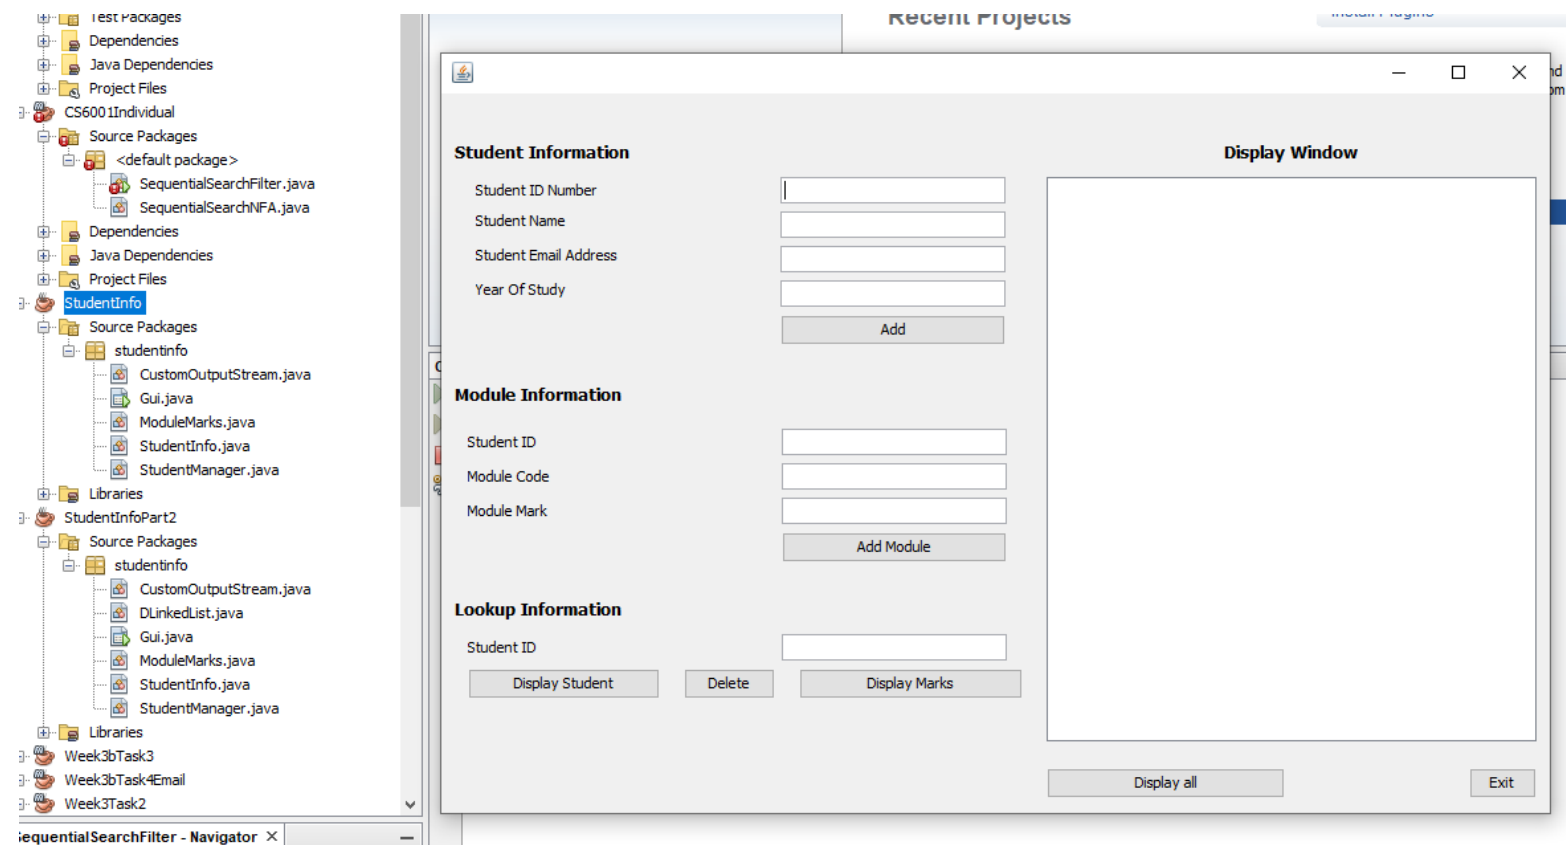 Test Packages
Dependencies
Java Dependencies
Project Files
CS6001Individual
Source Packages
<default package>
SequentialSearchFilter.java
SequentialSearchNFA.java
Dependencies
Java Dependencies
Project Files
StudentInfo
Source Packages
studentinfo
CustomOutputStream.java
Gui.java
ModuleMarks.java
StudentInfo.java
StudentManager.java
Libraries
StudentInfoPart2
Source Packages
studentinfo
CustomOutputStream.java
DLinkedList.java
Gui.java
ModuleMarks.java
StudentInfo.java
StudentManager.java
Libraries
Week3bTask3
Week3bTask4Email
Week3Task2
SequentialSearchFilter - Navigator
Recent Projects
Install Plugins
Student Information
Student ID Number
Student Name
Student Email Address
Year Of Study
Add
Module Information
Student ID
Module Code
Module Mark
Add Module
Lookup Information
Student ID
Display Student Delete Display Marks
Display Window
Display all Exit